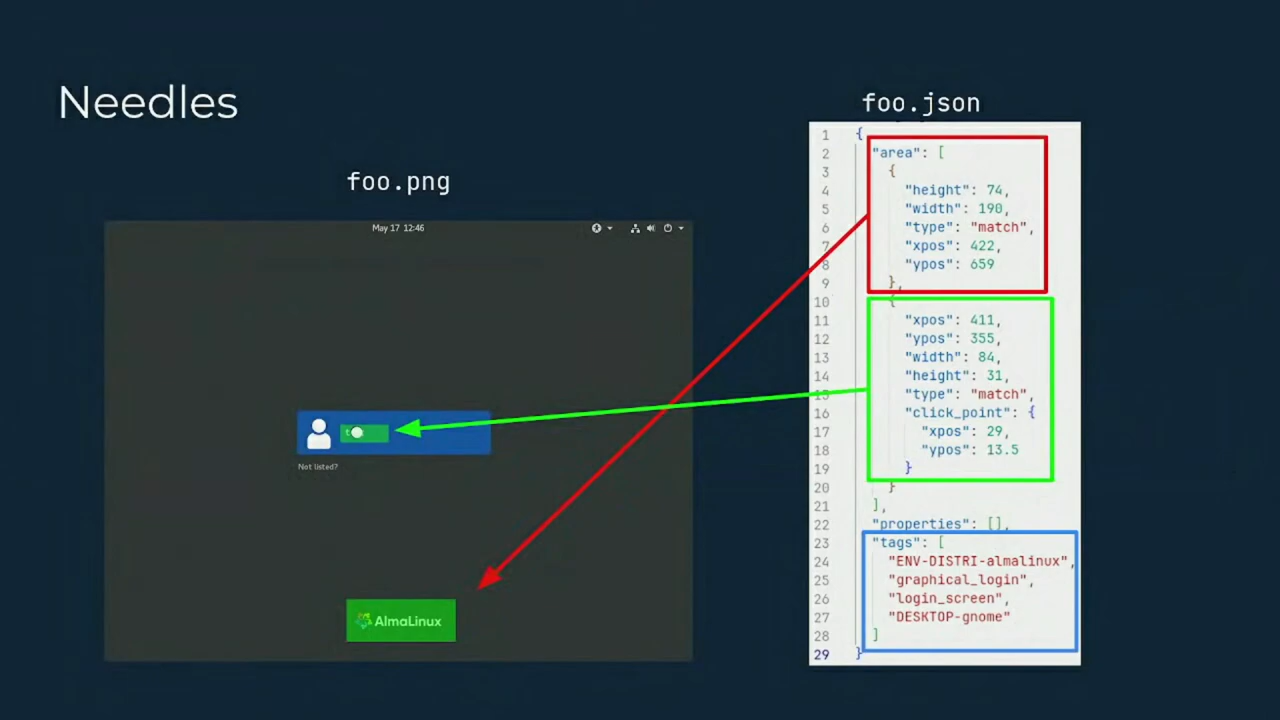 Needles
foo.png
May 17 12:46
Not listed?
AlmaLinux
foo.json
1 {
2 "area": [
3 {
4 "height": 74,
5 "width": 190,
6 "type": "match",
7 "xpos": 422,
8 "ypos": 659
9 },
10 {
11 "xpos": 411,
12 "ypos": 355,
13 "width": 84,
14 "height": 31,
15 "type": "match",
16 "click_point": {
17 "xpos": 29,
18 "ypos": 13.5
19 }
20 }
21 ],
22 "properties": [],
23 "tags": [
24 "ENV-DISTRI-almalinux",
25 "graphical_login",
26 "login_screen",
27 "DESKTOP-gnome"
28 ]
29 }